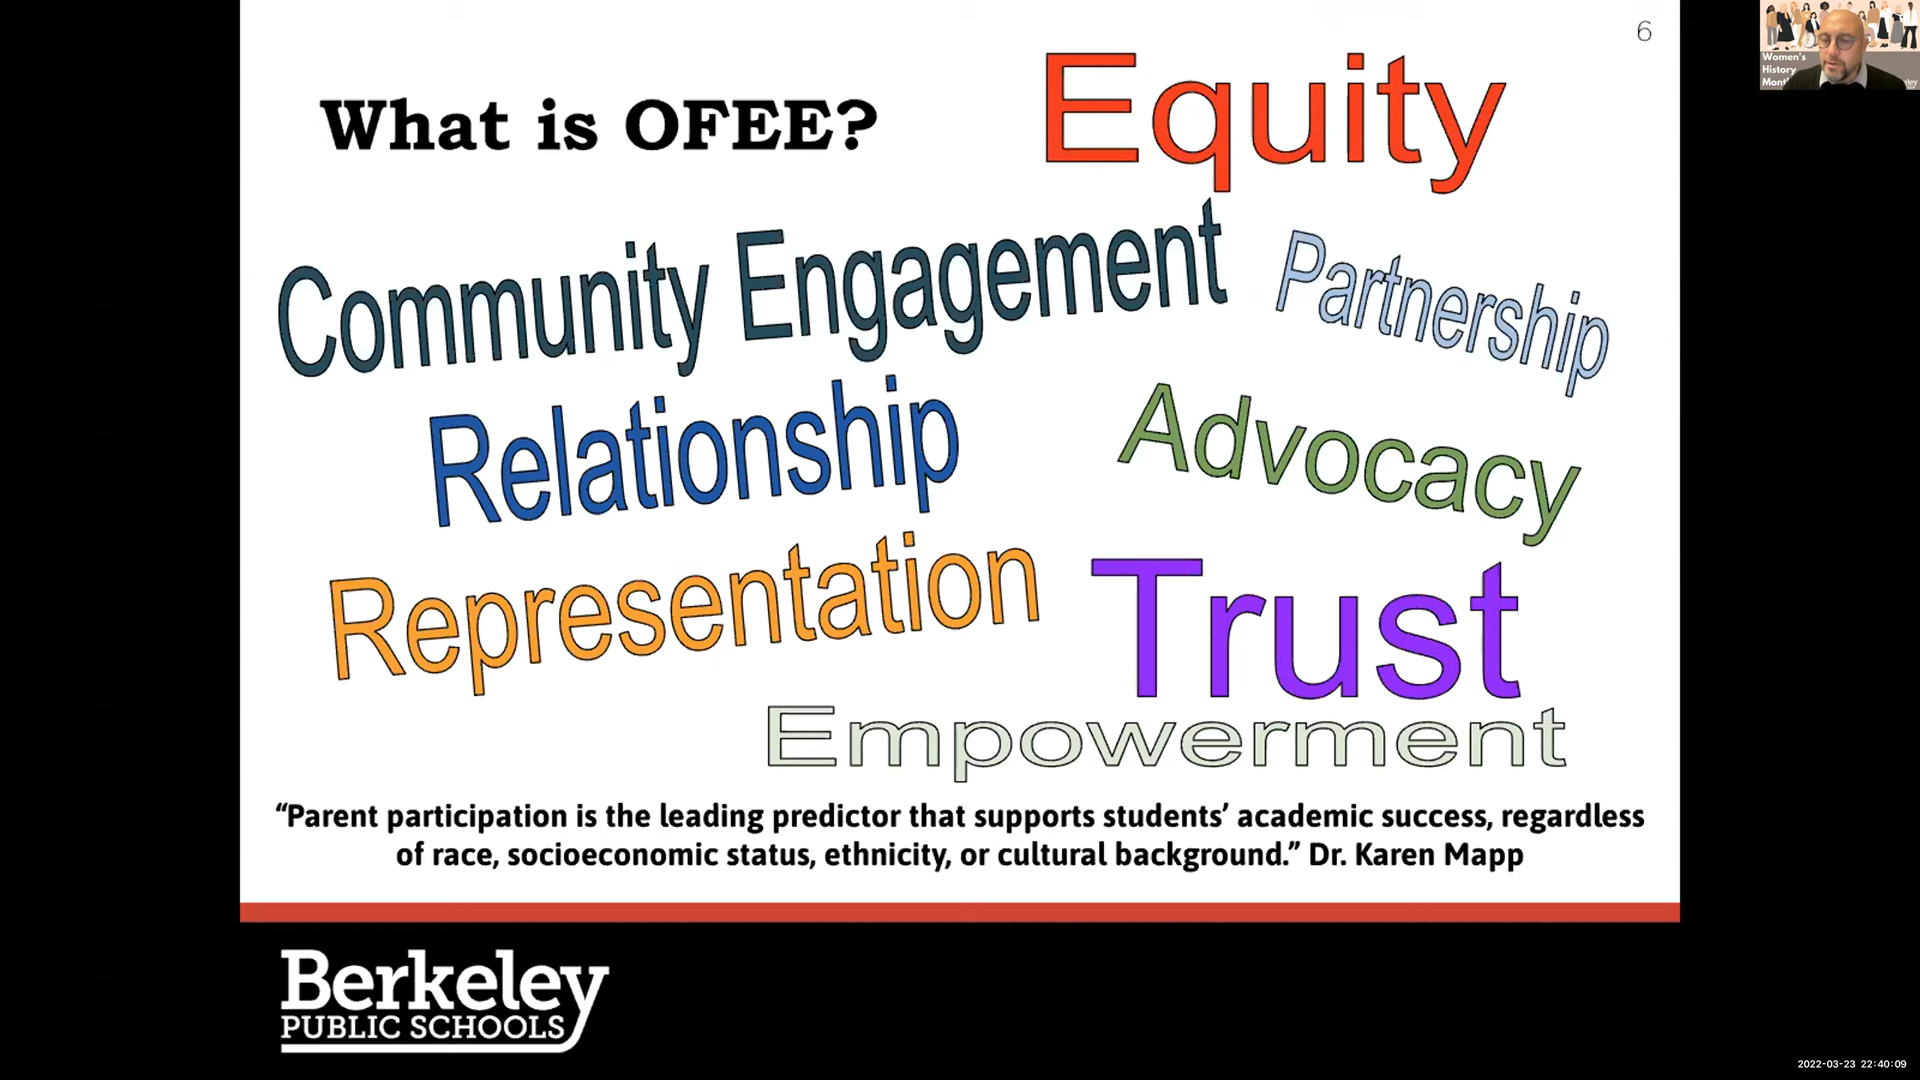 6
What is OFEE?
Equity
Community Engagement
Partnership
Relationship
Advocacy
Representation
Trust
Empowerment
“Parent participation is the leading predictor that supports students’ academic success, regardless
of race, socioeconomic status, ethnicity, or cultural background.” Dr. Karen Mapp
Berkeley
PUBLIC SCHOOLS
Women's
History
2022-03-23 22:40:09